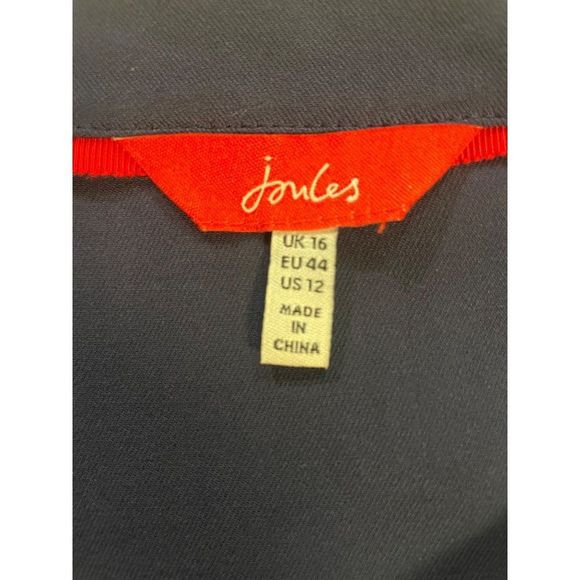 joules
UK 16
EU 44
US 12
MADE
IN
CHINA